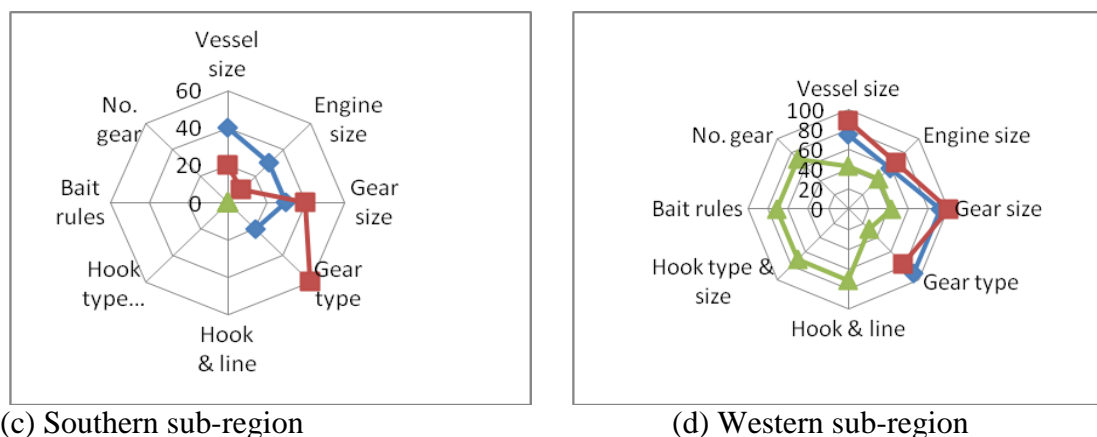 Vessel
size
60
No.
gear
Engine
size
40
20
Bait
rules
0
Gear
size
Hook
type...
Gear
type
Hook
& line
(c) Southern sub-region
Vessel size
100
No. gear
80
Engine size
60
40
20
Bait rules
0
Gear size
Hook type &
size
Gear type
Hook & line
(d) Western sub-region